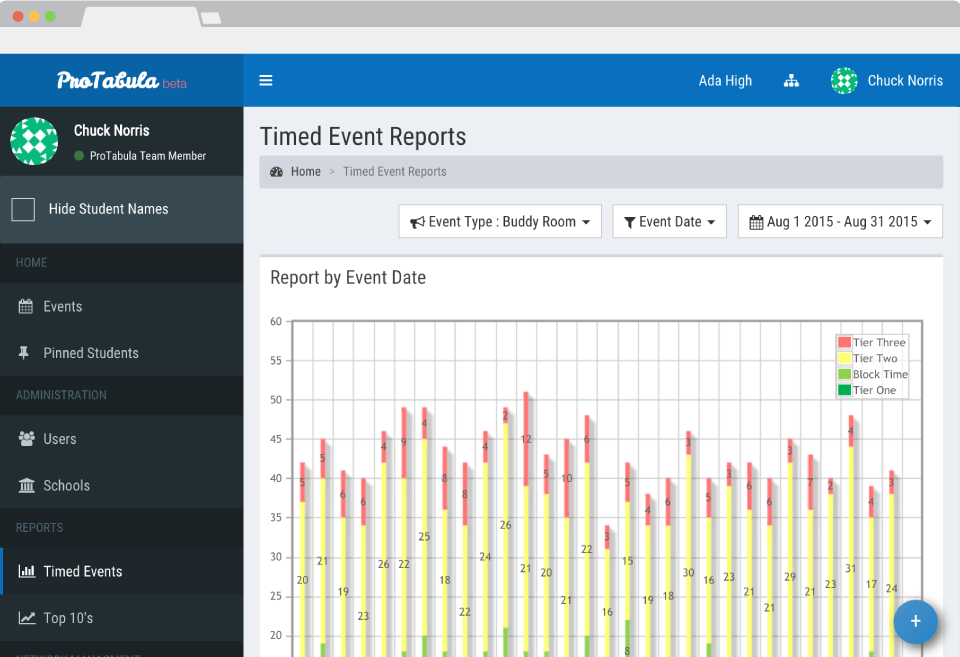 ProTabula beta
Ada High
Chuck Norris
Chuck Norris
ProTabula Team Member
Hide Student Names
HOME
Events
Pinned Students
ADMINISTRATION
Users
Schools
REPORTS
Timed Events
Top 10's
Timed Event Reports
Home > Timed Event Reports
Event Type : Buddy Room
Event Date
Aug 1 2015 - Aug 31 2015
Report by Event Date
Tier Three
Tier Two
Block Time
Tier One
60
55
50
45
40
35
30
25
20
5 5 6 6 4 9 4 8 8 4 2 12 5 10 6 3 5 4 6 3 5 3 6 6 3 7 2 4 4 3
20 21 19 23 26 22 25 18 22 24 26 21 20 21 22 16 15 19 18 30 16 23 21 21 29 21 23 31 17 24
8
+